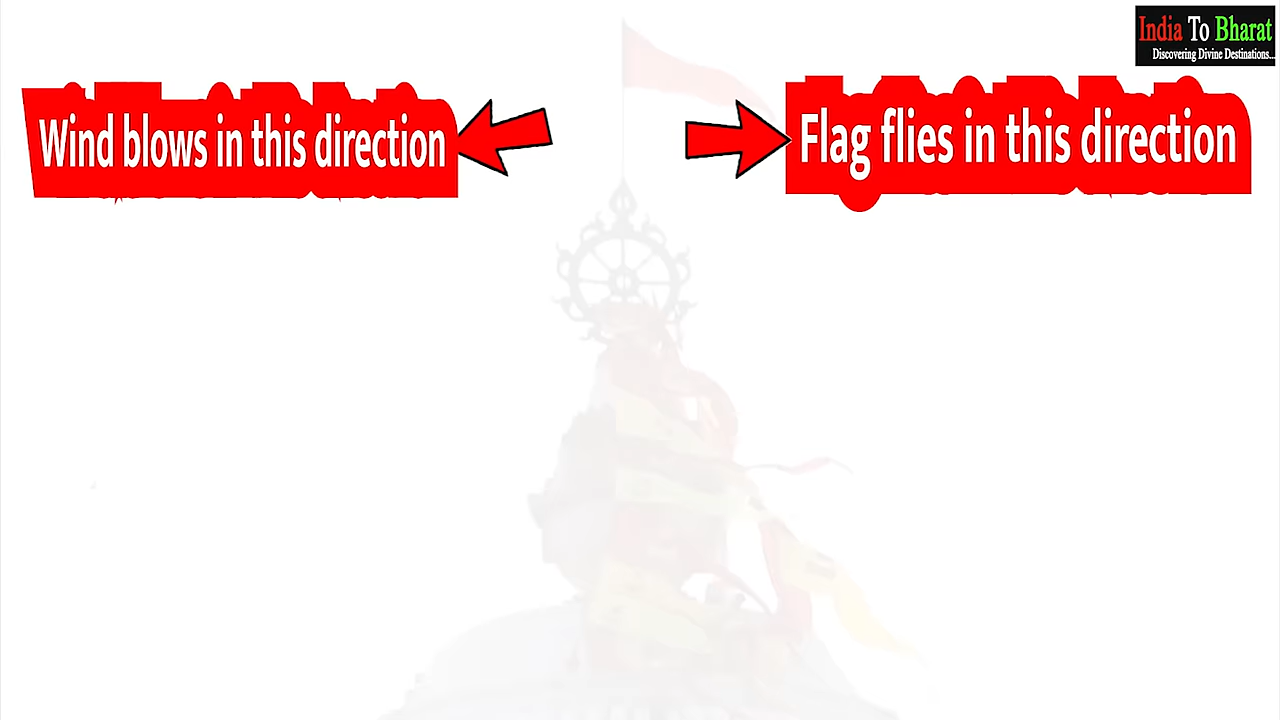 India To Bharat
Discovering Divine Destinations...
Wind blows in this direction
Flag flies in this direction